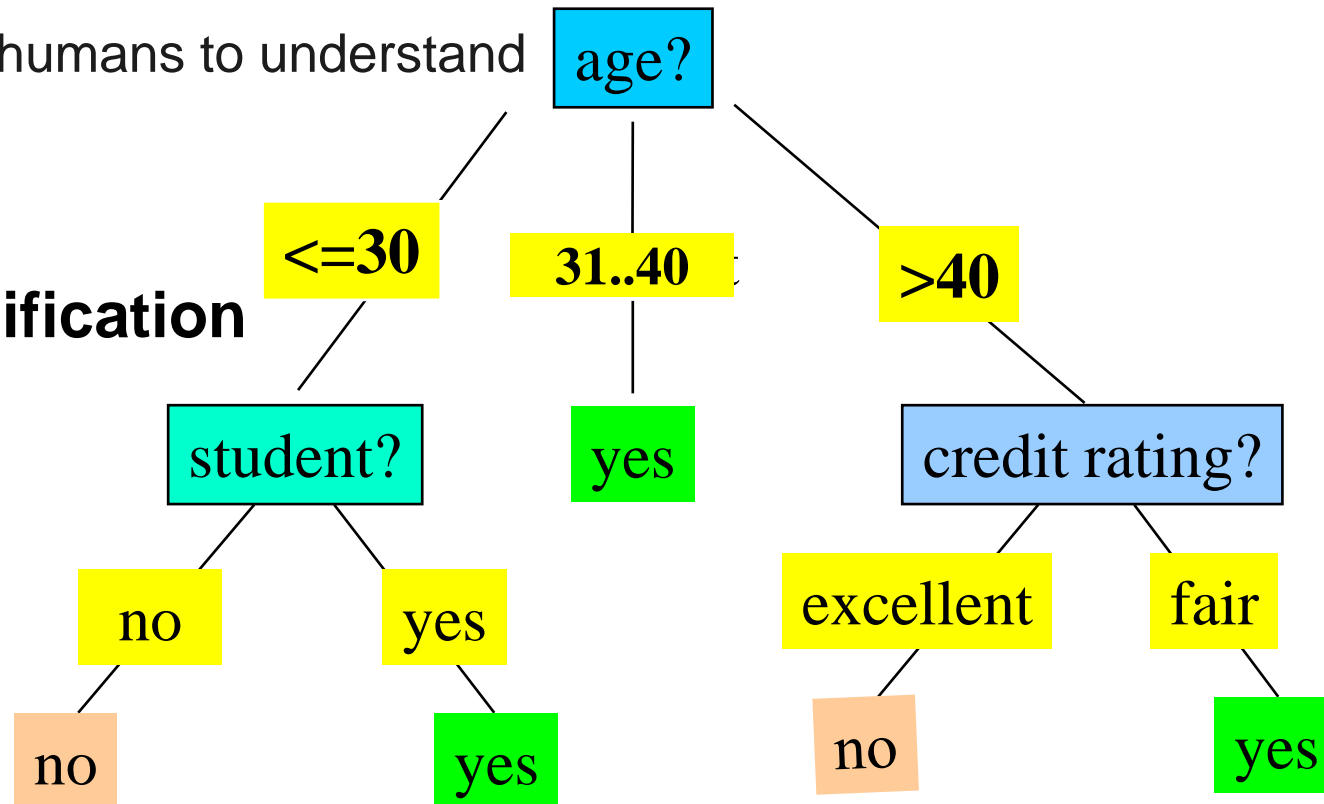 humans to understand
age?
<=30
31..40
>40
ification
student?
yes
credit rating?
no
yes
excellent
fair
no
yes
no
yes